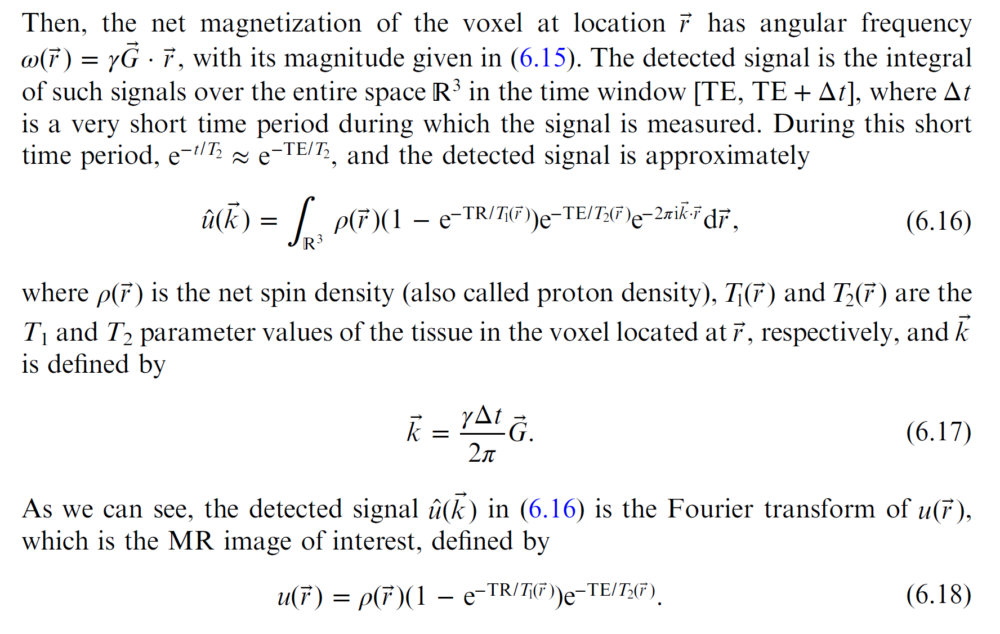 Then, the net magnetization of the voxel at location $\vec{r}$ has angular frequency
$\omega(\vec{r}) = \gamma\vec{G} \cdot \vec{r}$, with its magnitude given in (6.15). The detected signal is the integral
of such signals over the entire space $\mathbb{R}^3$ in the time window [TE, TE + $\Delta t$], where $\Delta t$
is a very short time period during which the signal is measured. During this short
time period, $\mathrm{e}^{-t/T_2} \approx \mathrm{e}^{-\mathrm{TE}/T_2}$, and the detected signal is approximately
$\hat{u}(\vec{k}) = \int_{\mathbb{R}^3} \rho(\vec{r})(1 - \mathrm{e}^{-\mathrm{TR}/T_1(\vec{r})})\mathrm{e}^{-\mathrm{TE}/T_2(\vec{r})}\mathrm{e}^{-2\pi \mathrm{i}\vec{k}\cdot\vec{r}}\mathrm{d}\vec{r},$ (6.16)
where $\rho(\vec{r})$ is the net spin density (also called proton density), $T_1(\vec{r})$ and $T_2(\vec{r})$ are the
$T_1$ and $T_2$ parameter values of the tissue in the voxel located at $\vec{r}$, respectively, and $\vec{k}$
is defined by
$\vec{k} = \frac{\gamma\Delta t}{2\pi}\vec{G}.$ (6.17)
As we can see, the detected signal $\hat{u}(\vec{k})$ in (6.16) is the Fourier transform of $u(\vec{r})$,
which is the MR image of interest, defined by
$u(\vec{r}) = \rho(\vec{r})(1 - \mathrm{e}^{-\mathrm{TR}/T_1(\vec{r})})\mathrm{e}^{-\mathrm{TE}/T_2(\vec{r})}.$ (6.18)